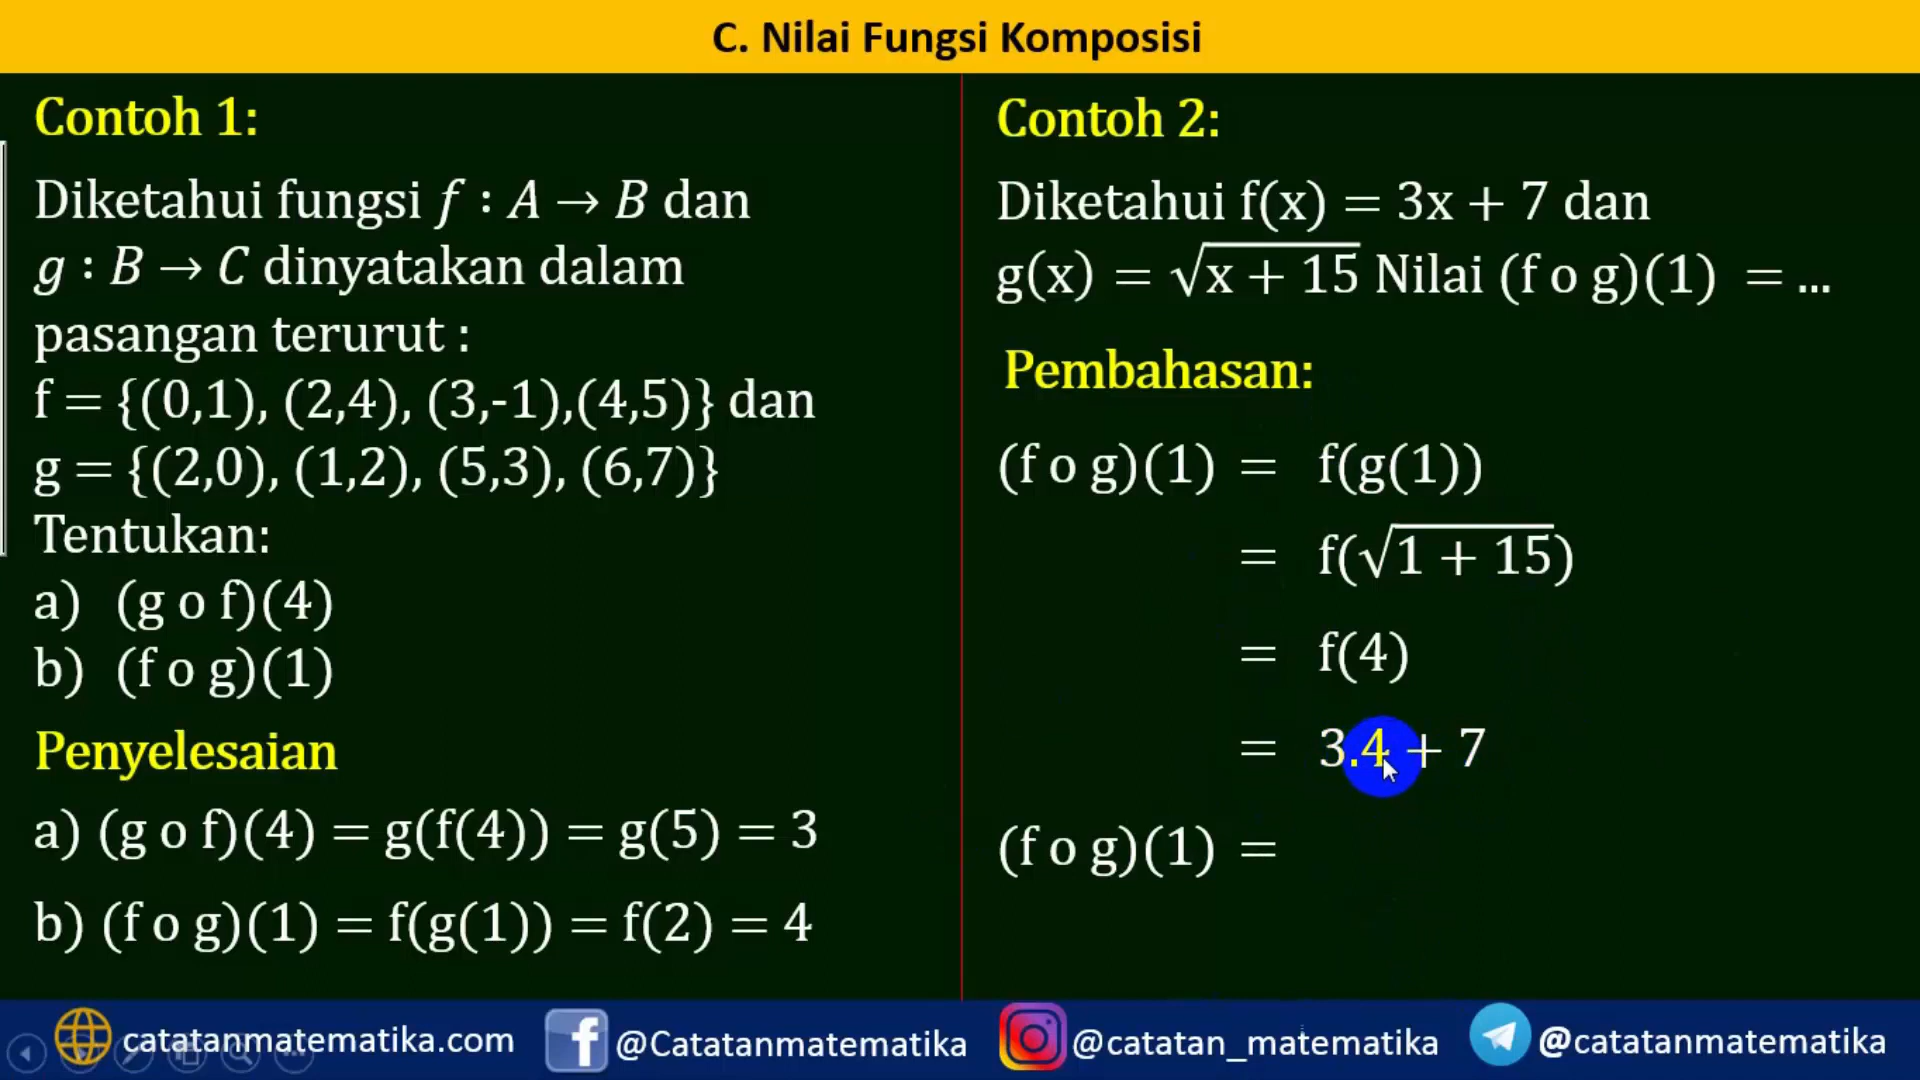 C. Nilai Fungsi Komposisi
Contoh 1:
Diketahui fungsi f : A → B dan
g : B → C dinyatakan dalam
pasangan terurut :
f = {(0,1), (2,4), (3,-1),(4,5)} dan
g = {(2,0), (1,2), (5,3), (6,7)}
Tentukan:
a) (g o f)(4)
b) (f o g)(1)
Penyelesaian
a) (g o f)(4) = g(f(4)) = g(5) = 3
b) (f o g)(1) = f(g(1)) = f(2) = 4
Contoh 2:
Diketahui f(x) = 3x + 7 dan
g(x) = √x + 15 Nilai (f o g)(1) = ...
Pembahasan:
(f o g)(1) = f(g(1))
= f(√1 + 15)
= f(4)
= 3.4 + 7
(f o g)(1) =
catatanmatematika.com
@Catatanmatematika
@catatan_matematika
@catatanmatematika